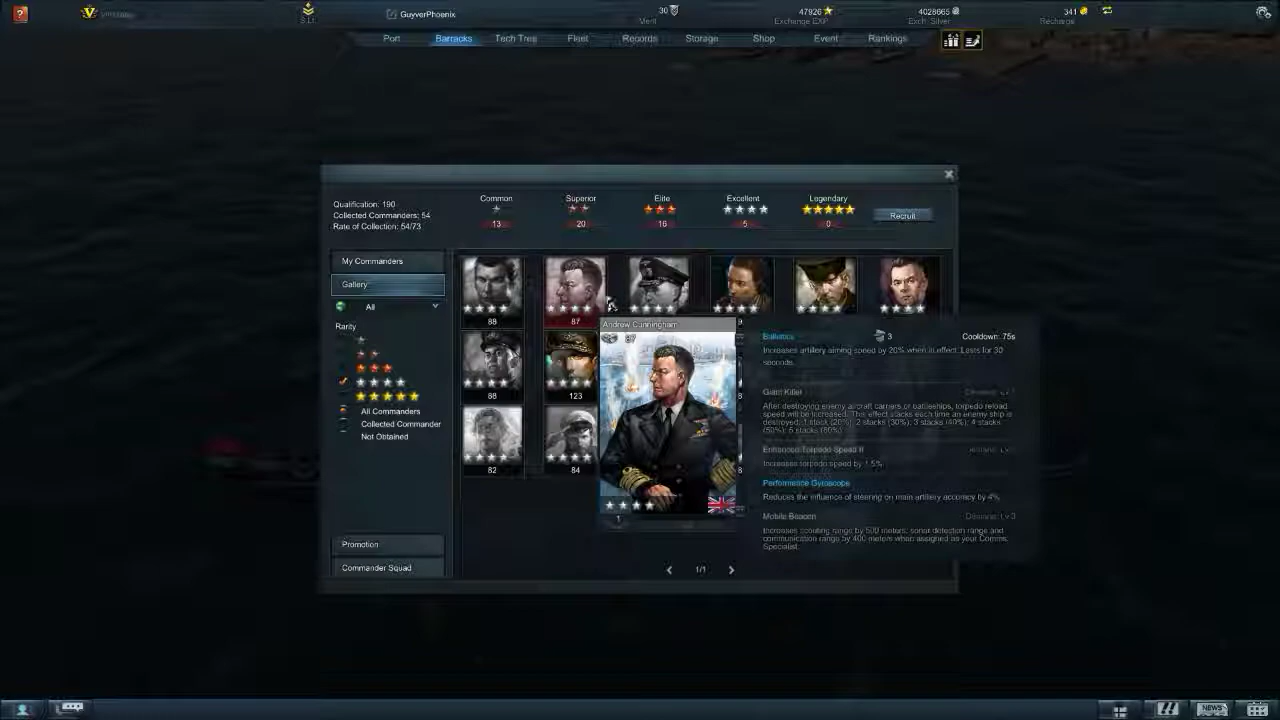 GuyverPhoenix
30
Merit
47926
Exchange EXP
4028665
Exch. Silver
341
Recharge
S.Lt.
Port
Barracks
Tech Tree
Fleet
Records
Storage
Shop
Event
Rankings
Qualification: 190
Collected Commanders: 54
Rate of Collection: 54/73
Common
13
Superior
20
Elite
16
Excellent
5
Legendary
0
Recruit
My Commanders
Gallery
All
Rarity
All Commanders
Collected Commander
Not Obtained
Promotion
Commander Squad
88
87
88
123
82
84
Andrew Cunningham
87
1
Ballistics
3
Cooldown: 75s
Increases artillery aiming speed by 20% when in effect. Lasts for 30
seconds.
Giant Killer
After destroying enemy aircraft carriers or battleships, torpedo reload
speed will be increased. This effect stacks each time an enemy ship is
destroyed: 1 stack (20%); 2 stacks (30%); 3 stacks (40%); 4 stacks
(50%); 5 stacks (60%)
Enhanced Torpedo Speed II
Increases torpedo speed by 1.5%
Performance Gyroscope
Reduces the influence of steering on main artillery accuracy by 4%
Mobile Beacon
Increases scouting range by 500 meters; sonar detection range and
communication range by 400 meters when assigned as your Comms
Specialist.
1/1
NEWS